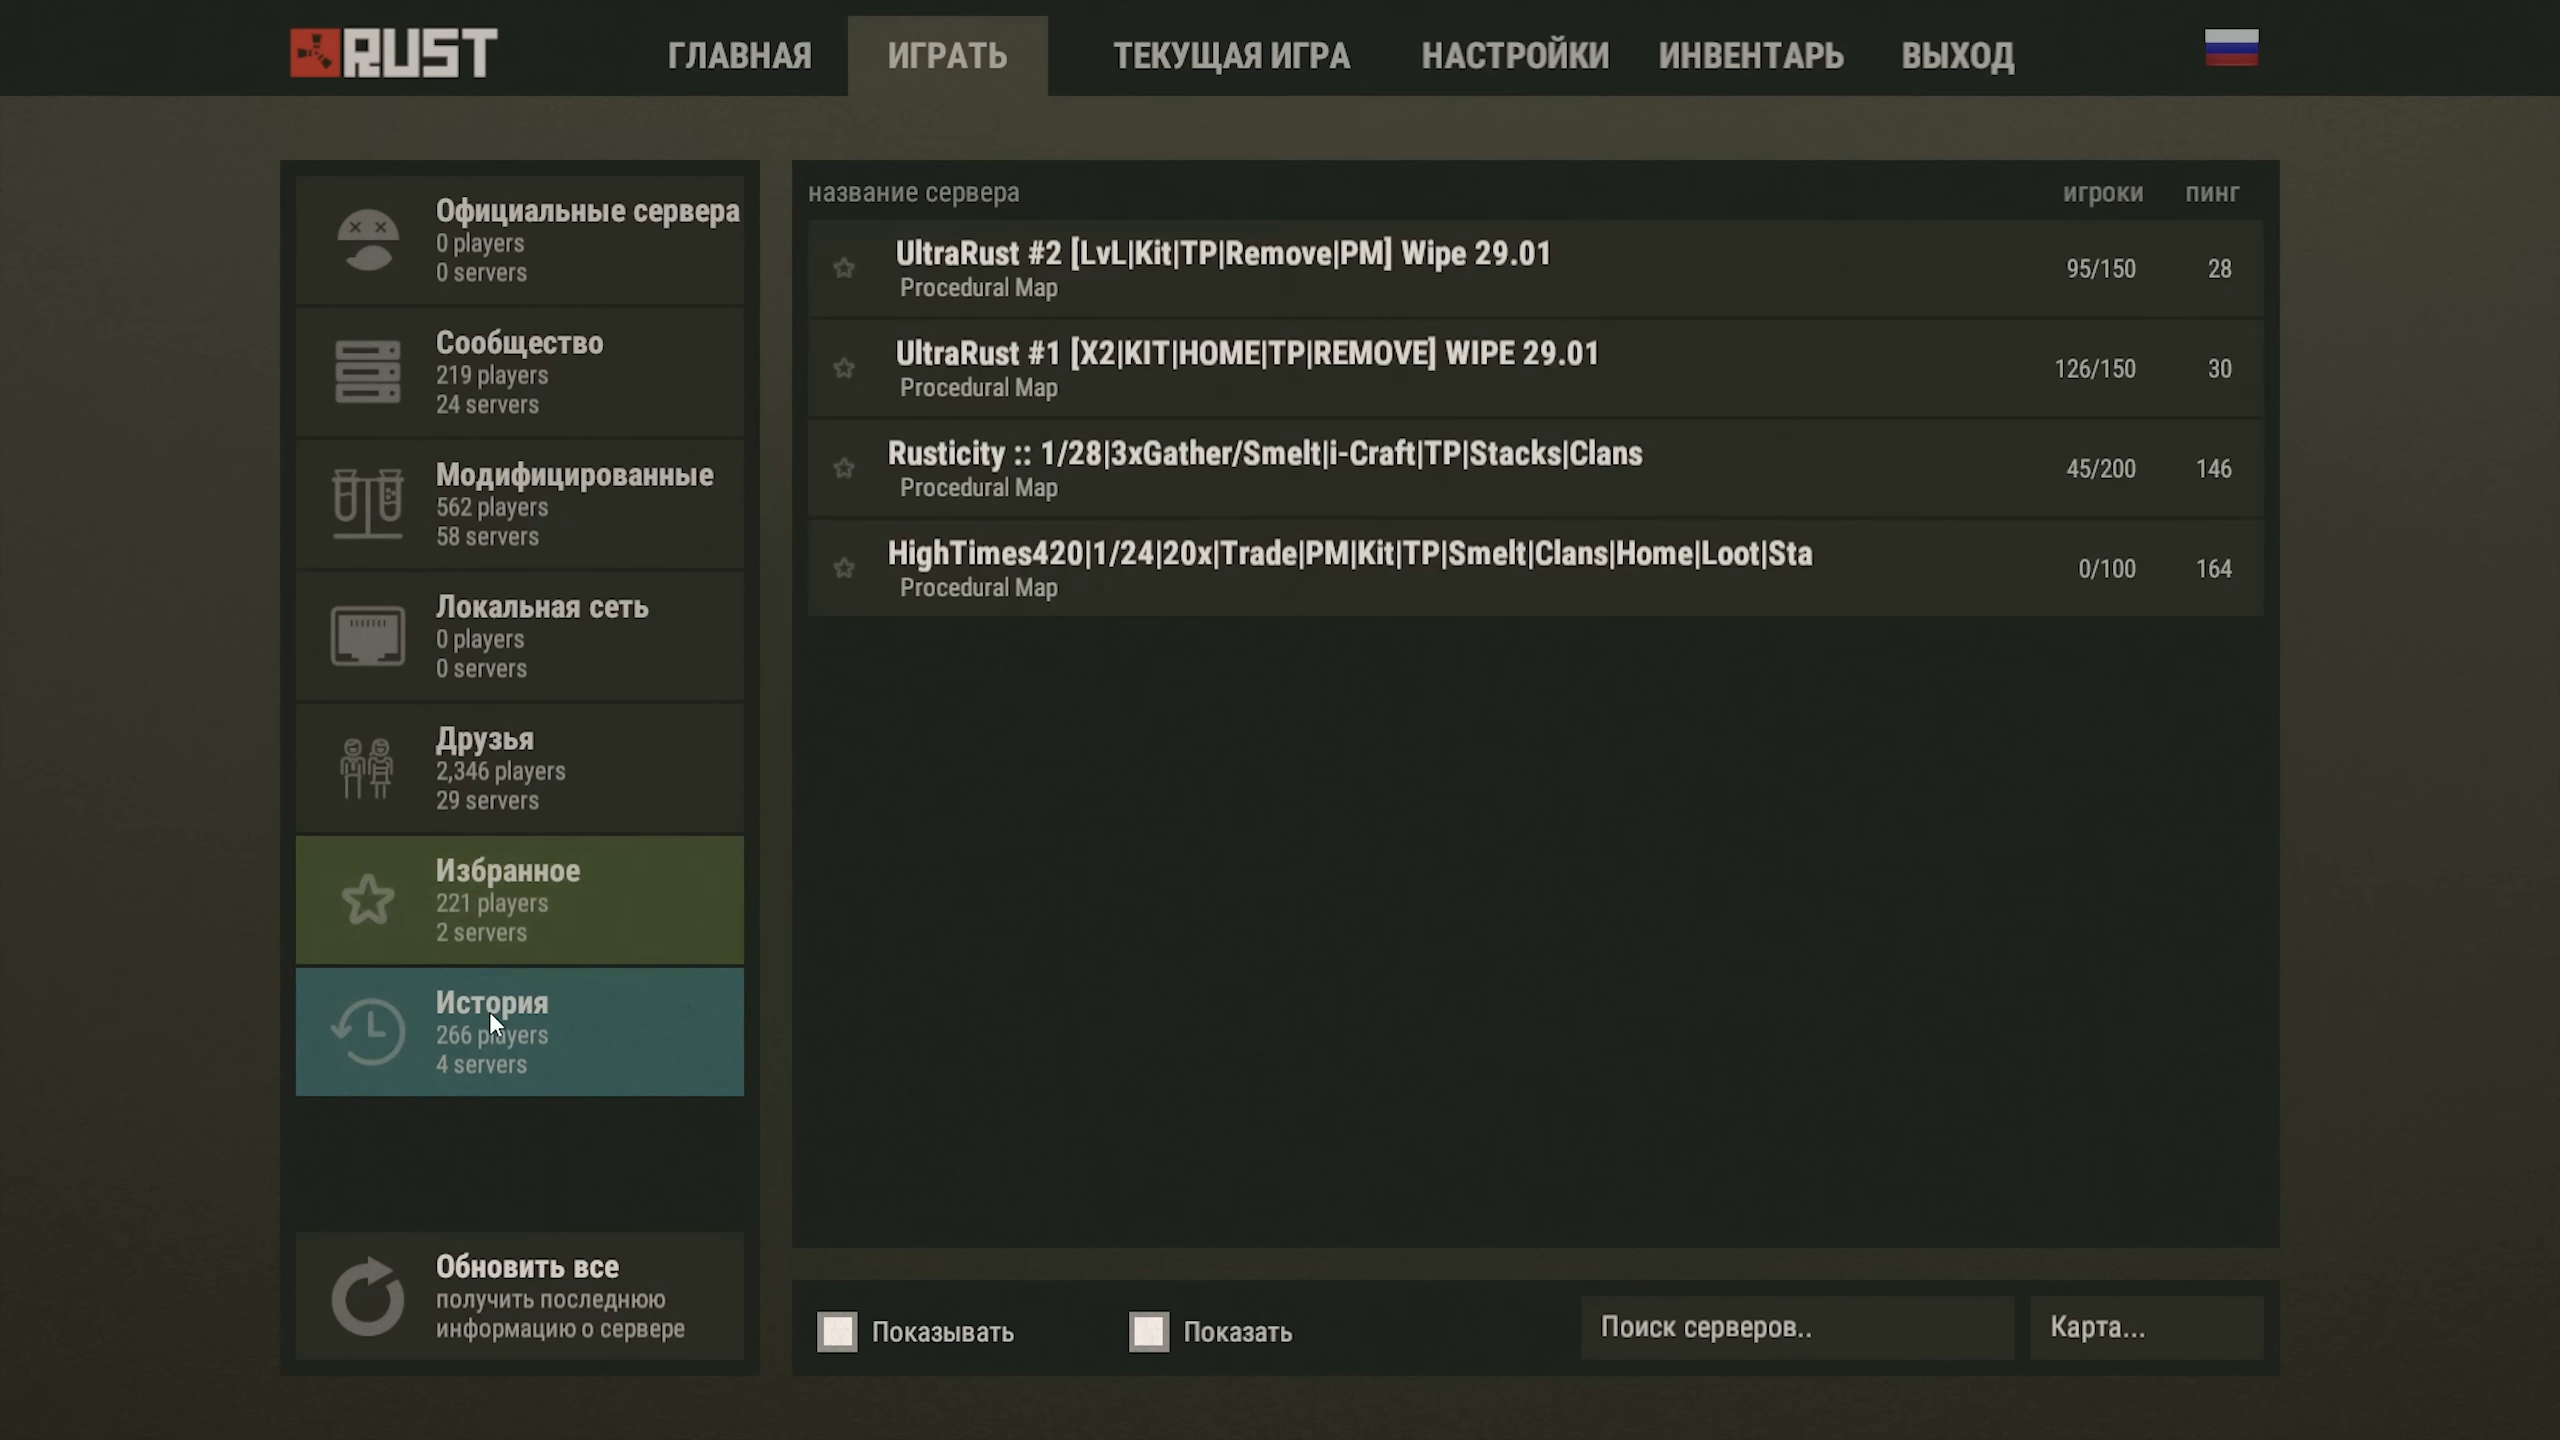 RUST
ГЛАВНАЯ
ИГРАТЬ
ТЕКУЩАЯ ИГРА
НАСТРОЙКИ
ИНВЕНТАРЬ
ВЫХОД
Официальные сервера
0 players
0 servers
Сообщество
219 players
24 servers
Модифицированные
562 players
58 servers
Локальная сеть
0 players
0 servers
Друзья
2,346 players
29 servers
Избранное
221 players
2 servers
История
266 players
4 servers
Обновить все
получить последнюю
информацию о сервере
название сервера игроки пинг
UltraRust #2 [LvL|Kit|TP|Remove|PM] Wipe 29.01
Procedural Map
95/150 28
UltraRust #1 [X2|KIT|HOME|TP|REMOVE] WIPE 29.01
Procedural Map
126/150 30
Rusticity :: 1/28|3xGather/Smelt|i-Craft|TP|Stacks|Clans
Procedural Map
45/200 146
HighTimes420|1/24|20x|Trade|PM|Kit|TP|Smelt|Clans|Home|Loot|Sta
Procedural Map
0/100 164
Показывать
Показать
Поиск серверов..
Карта...